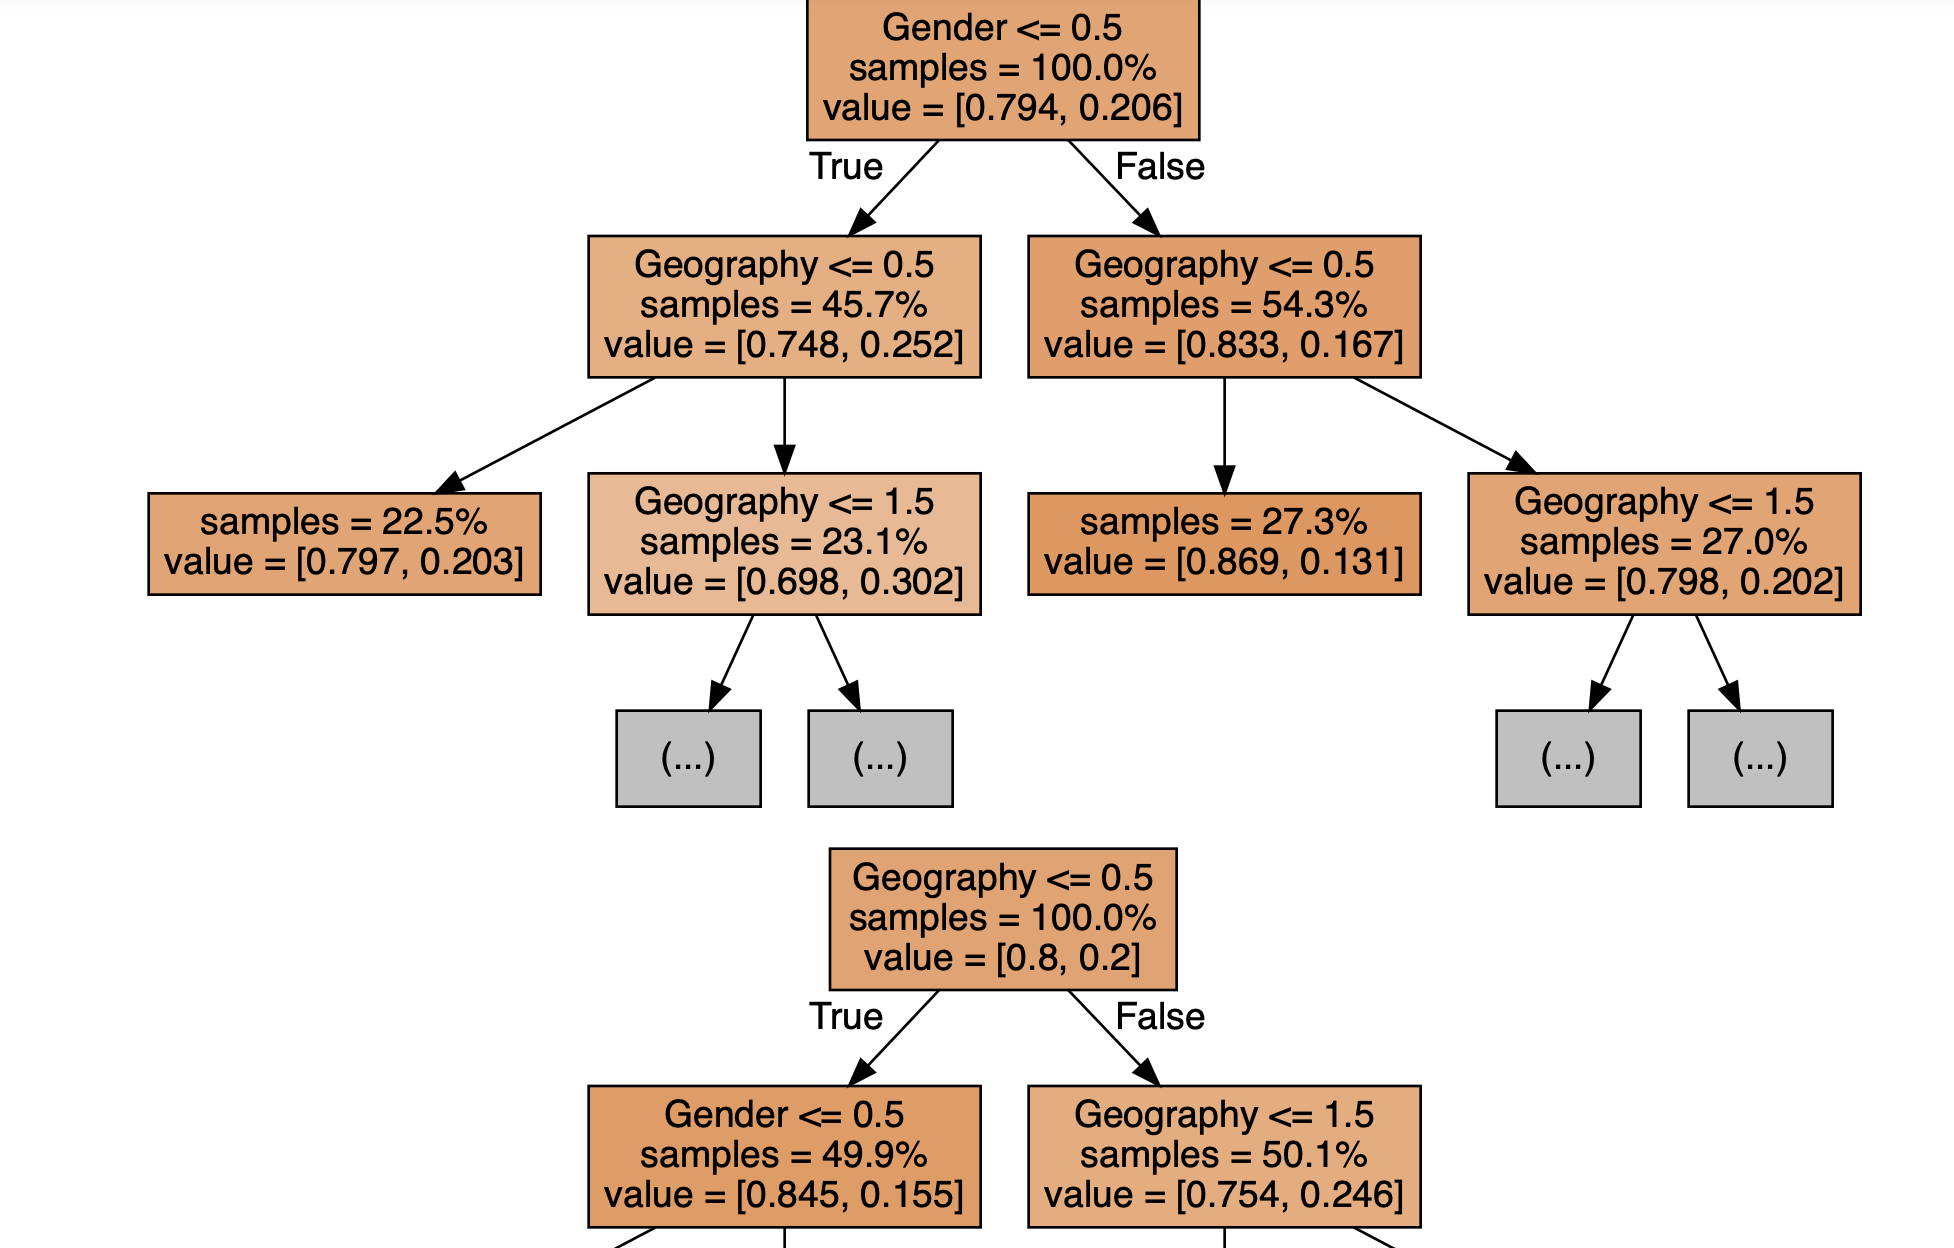 Gender <= 0.5
samples = 100.0%
value = [0.794, 0.206]
True
False
Geography <= 0.5
samples = 45.7%
value = [0.748, 0.252]
Geography <= 0.5
samples = 54.3%
value = [0.833, 0.167]
samples = 22.5%
value = [0.797, 0.203]
Geography <= 1.5
samples = 23.1%
value = [0.698, 0.302]
samples = 27.3%
value = [0.869, 0.131]
Geography <= 1.5
samples = 27.0%
value = [0.798, 0.202]
(...)
(...)
(...)
(...)
Geography <= 0.5
samples = 100.0%
value = [0.8, 0.2]
True
False
Gender <= 0.5
samples = 49.9%
value = [0.845, 0.155]
Geography <= 1.5
samples = 50.1%
value = [0.754, 0.246]